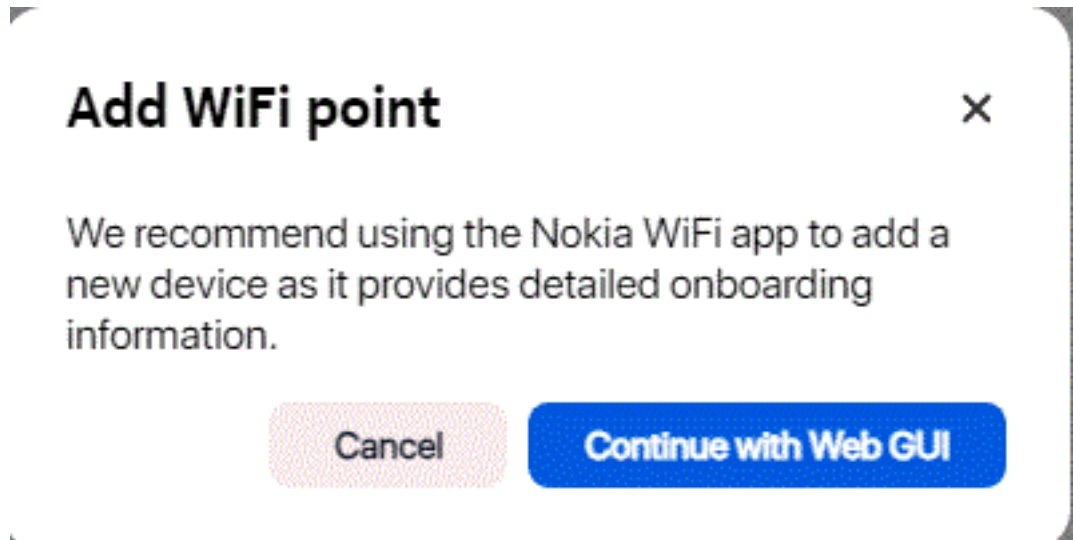 Add WiFi point
We recommend using the Nokia WiFi app to add a
new device as it provides detailed onboarding
information.
Cancel
Continue with Web GUI